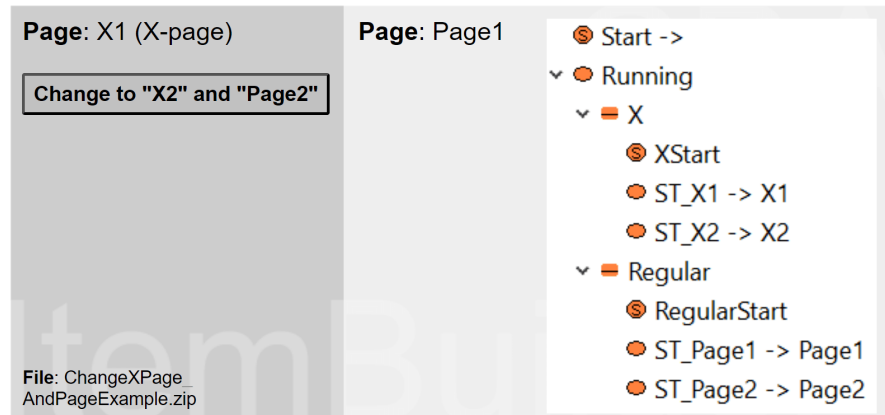 Page: X1 (X-page)
Change to "X2" and "Page2"
File: ChangeXPage_
AndPageExample.zip
Page: Page1
S Start ->
Running
X
S XStart
ST_X1 -> X1
ST_X2 -> X2
Regular
S RegularStart
ST_Page1 -> Page1
ST_Page2 -> Page2
ItemBui